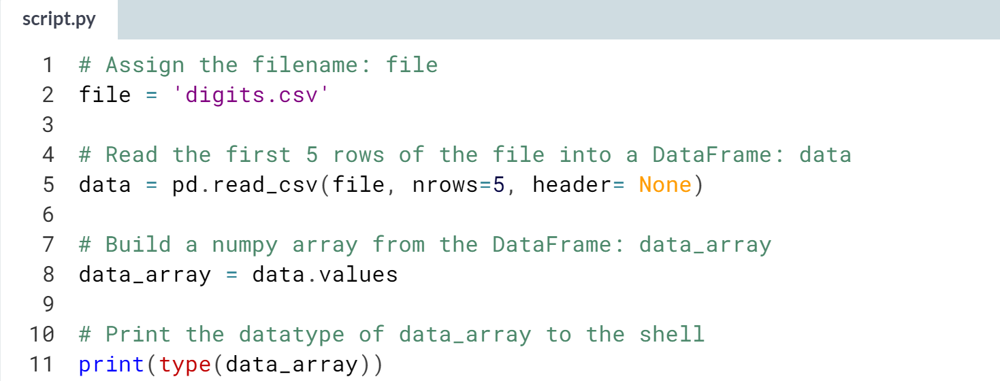 script.py
1 # Assign the filename: file
2 file = 'digits.csv'
3
4 # Read the first 5 rows of the file into a DataFrame: data
5 data = pd.read_csv(file, nrows=5, header= None)
6
7 # Build a numpy array from the DataFrame: data_array
8 data_array = data.values
9
10 # Print the datatype of data_array to the shell
11 print(type(data_array))